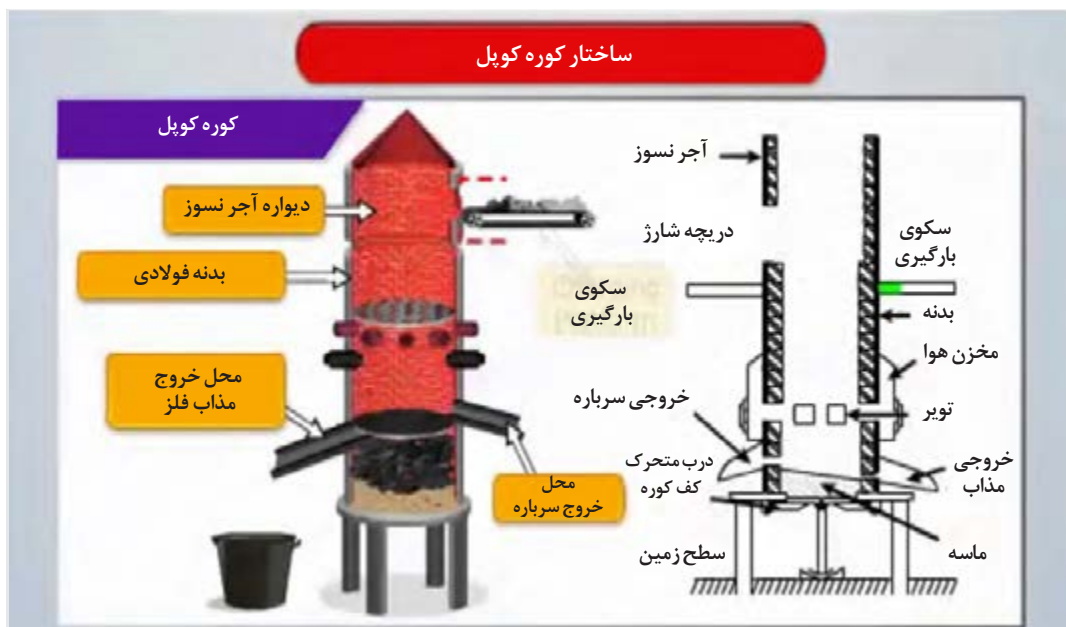 ساختار کوره کوپل
کوره کوپل
آجر نسوز
دیواره آجر نسوز
دریچه شارژ
سکوی
بارگیری
بدنه فولادی
سکوی
بارگیری
بدنه
مخزن هوا
محل خروج
مذاب فلز
خروجی سرباره
تویر
درب متحرک
کف کوره
خروجی
مذاب
محل
خروج سرباره
سطح زمین
ماسه